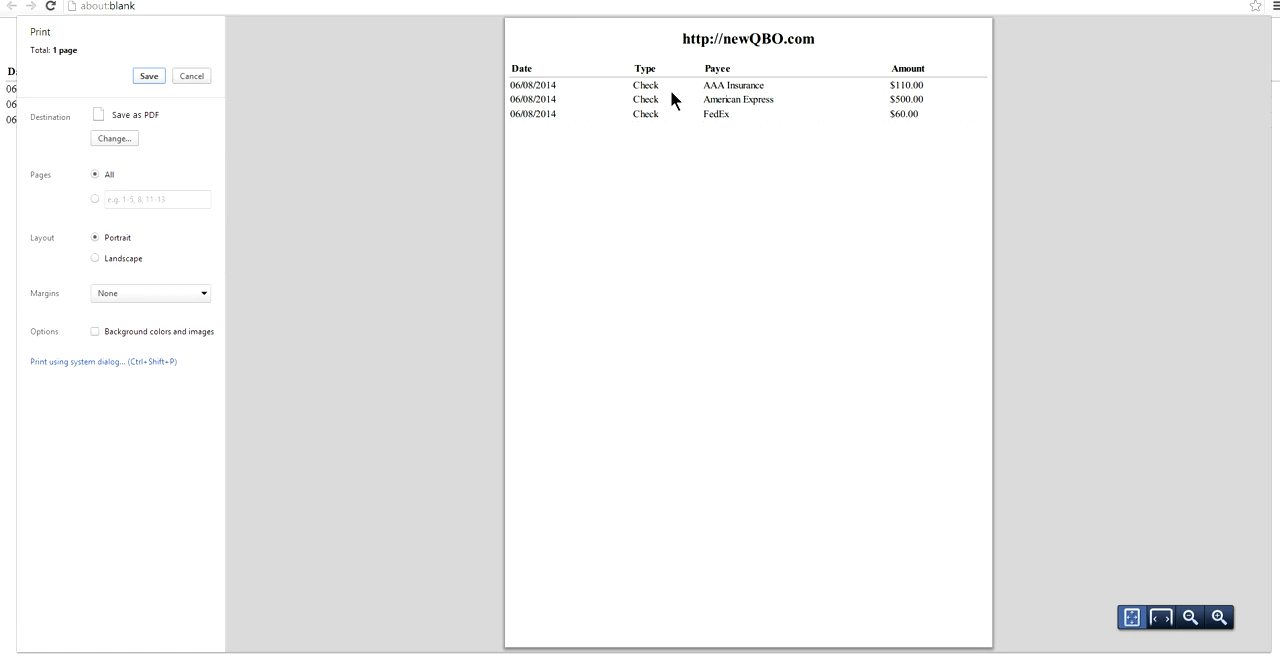 about:blank
Print
Total: 1 page
Save Cancel
Destination Save as PDF
Change...
Pages All
e.g. 1-5, 8, 11-13
Layout Portrait
Landscape
Margins None
Options Background colors and images
Print using system dialog... (Ctrl+Shift+P)
D
06
06
06
http://newQBO.com
Date Type Payee Amount
06/08/2014 Check AAA Insurance $110.00
06/08/2014 Check American Express $500.00
06/08/2014 Check FedEx $60.00